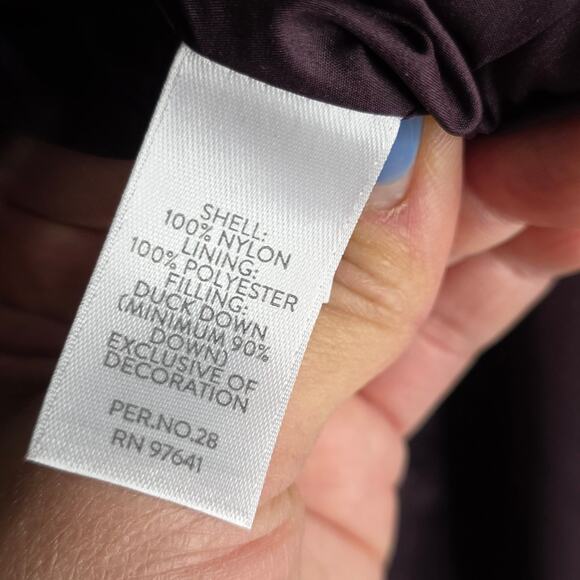 SHELL:
100% NYLON
LINING:
100% POLYESTER
FILLING:
DUCK DOWN
(MINIMUM 90%
DOWN)
EXCLUSIVE OF
DECORATION
PER.NO.28
RN 97641